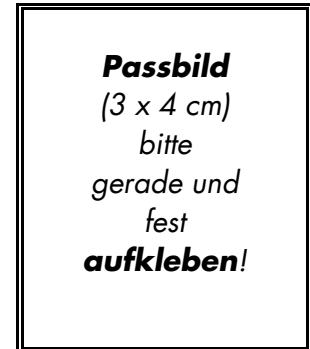 Passbild
(3 x 4 cm)
bitte
gerade und
fest
aufkleben!